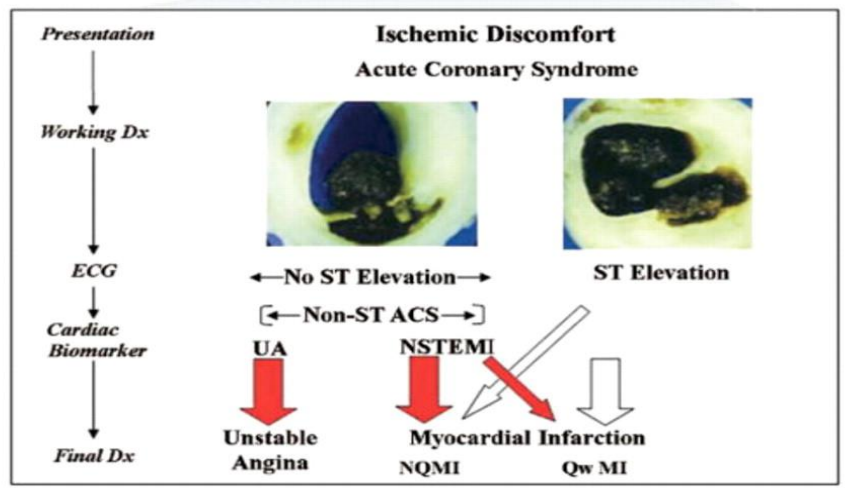 Presentation
Ischemic Discomfort
Acute Coronary Syndrome
Working Dx
ECG
No ST Elevation
ST Elevation
Non-ST ACS
Cardiac
Biomarker
UA
NSTEMI
Final Dx
Unstable
Angina
Myocardial Infarction
NQMI
Qw MI